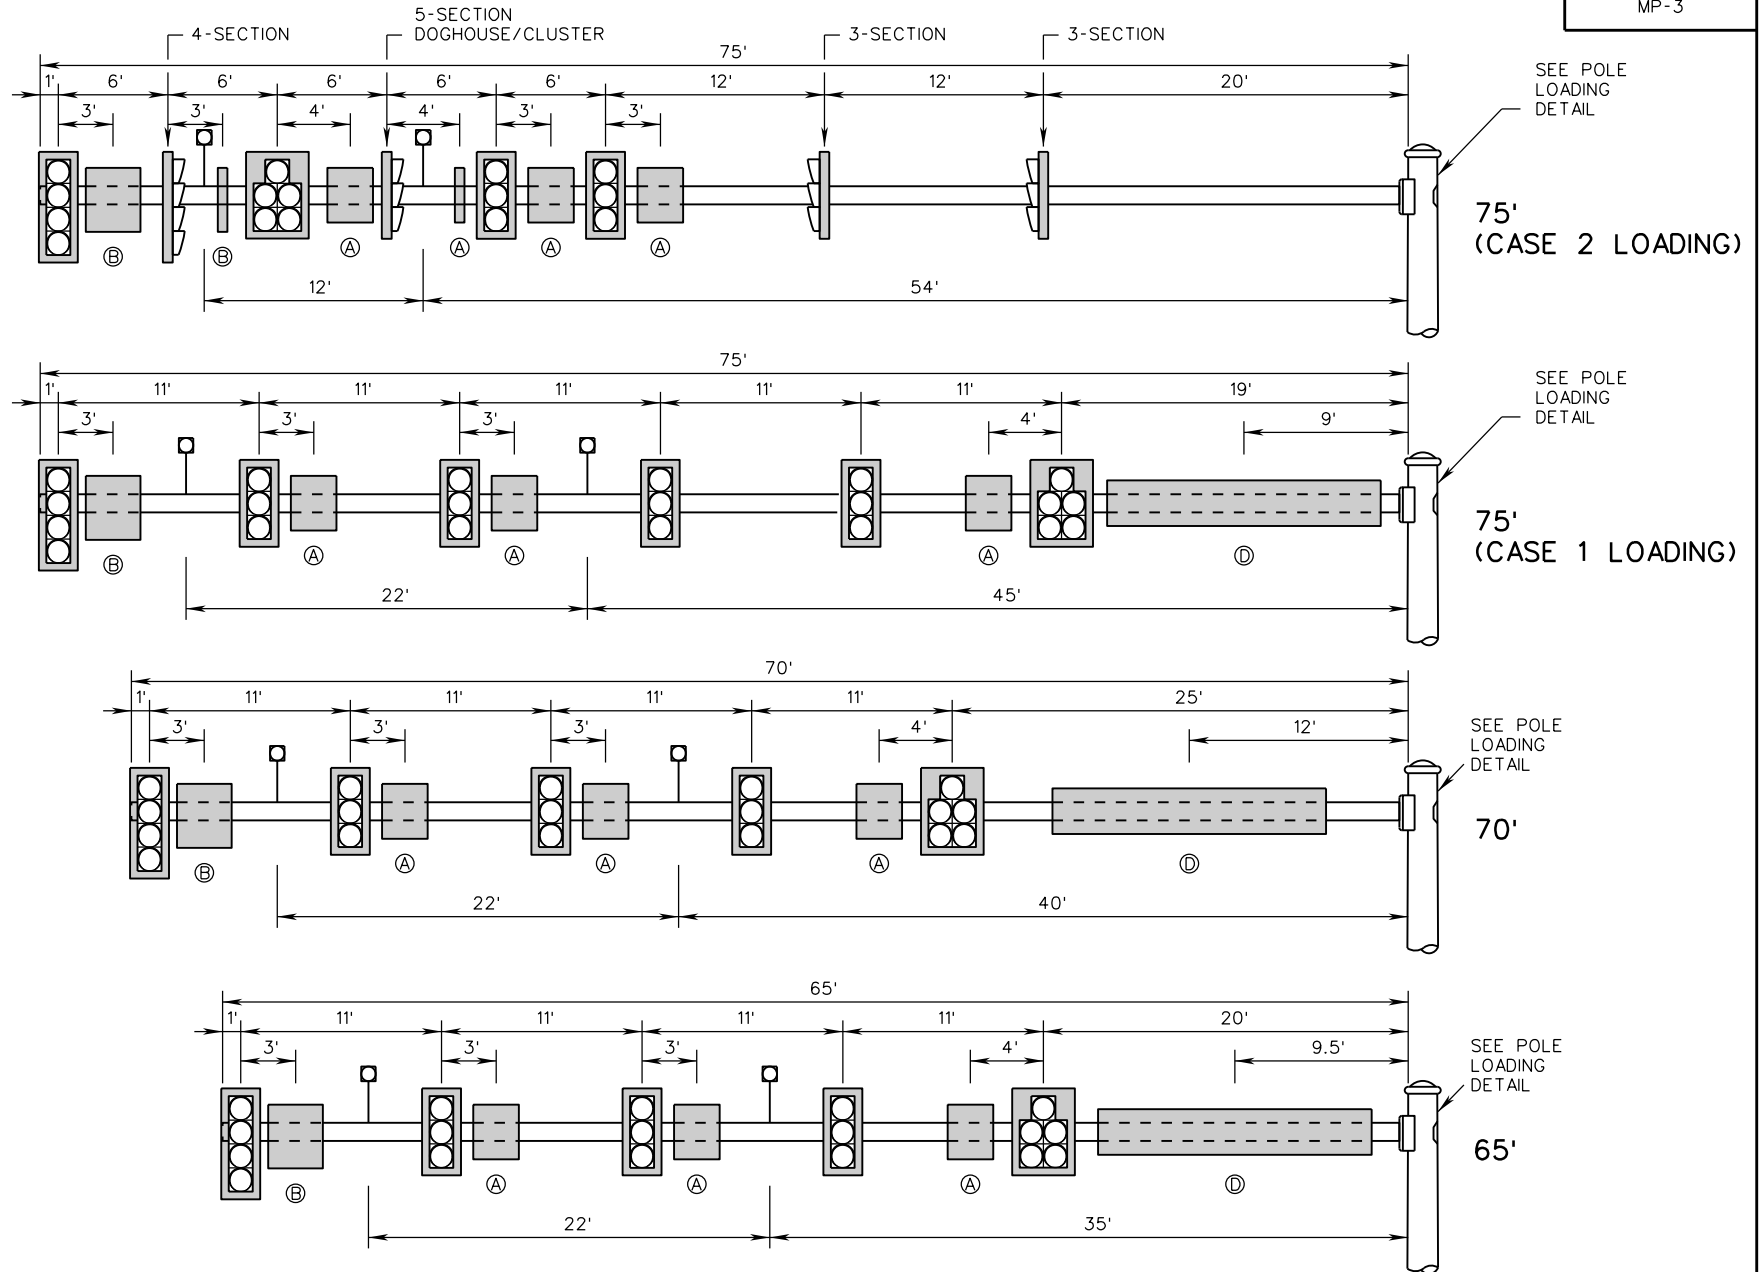 MP-3
5-SECTION
DOGHOUSE/CLUSTER
4-SECTION
3-SECTION
3-SECTION
75'
1' 6' 6' 6' 6' 6' 12' 12' 20'
3' 3' 4' 4' 3' 3'
SEE POLE
LOADING
DETAIL
75'
(CASE 2 LOADING)
B B A A A A
12' 54'
75'
1' 11' 11' 11' 11' 11' 19'
3' 3' 3' 4' 9'
SEE POLE
LOADING
DETAIL
75'
(CASE 1 LOADING)
B A A A D
22' 45'
70'
1' 11' 11' 11' 11' 25'
3' 3' 3' 4' 12'
SEE POLE
LOADING
DETAIL
70'
B A A A D
22' 40'
65'
1' 11' 11' 11' 11' 20'
3' 3' 3' 4' 9.5'
SEE POLE
LOADING
DETAIL
65'
B A A A D
22' 35'